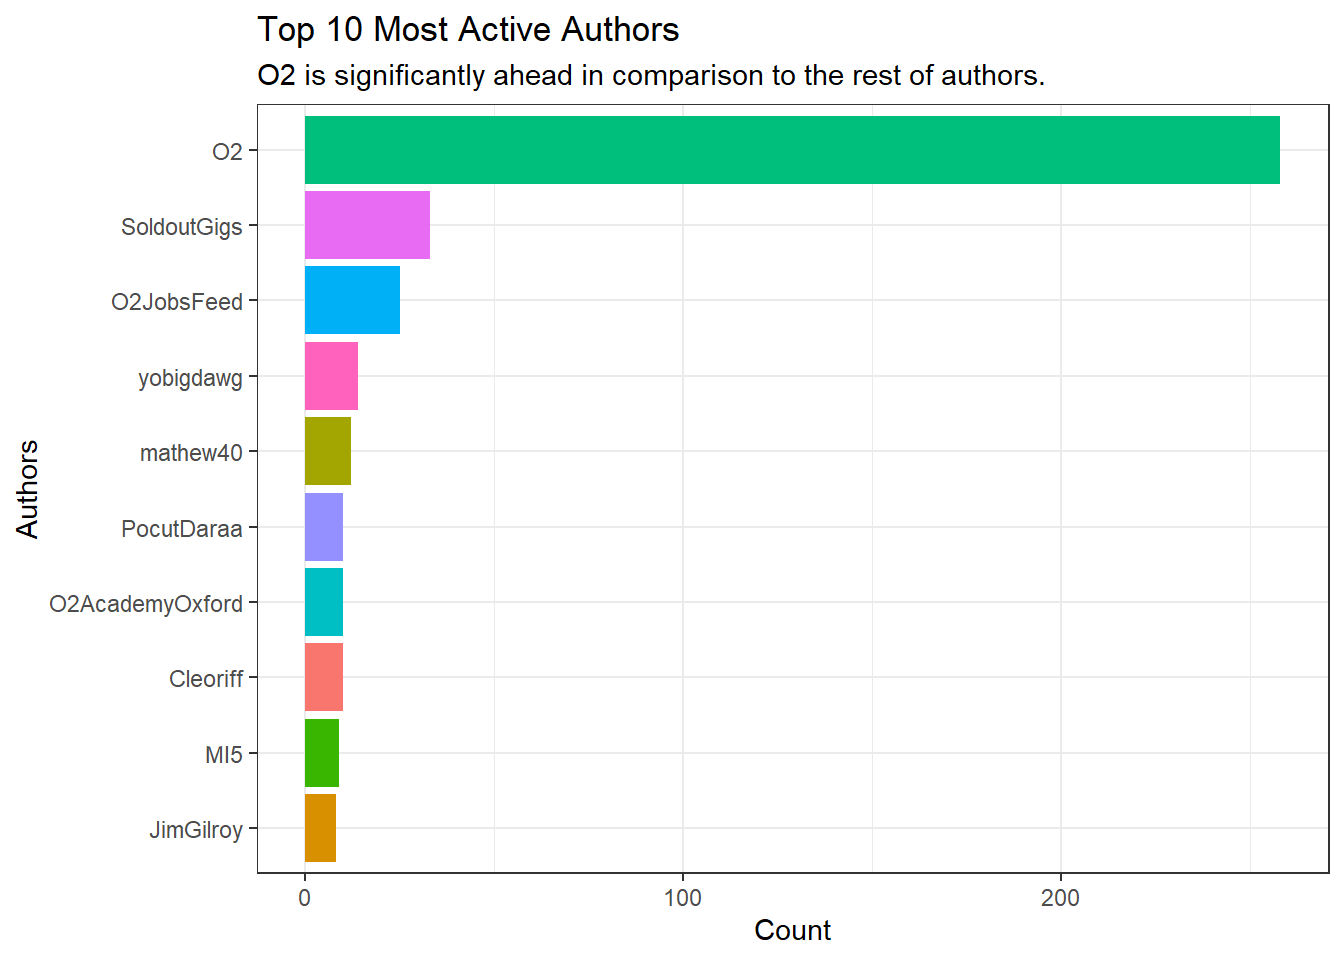 Top 10 Most Active Authors
O2 is significantly ahead in comparison to the rest of authors.
Authors
O2
SoldoutGigs
O2JobsFeed
yobigdawg
mathew40
PocutDaraa
O2AcademyOxford
Cleoriff
MI5
JimGilroy
0 100 200
Count